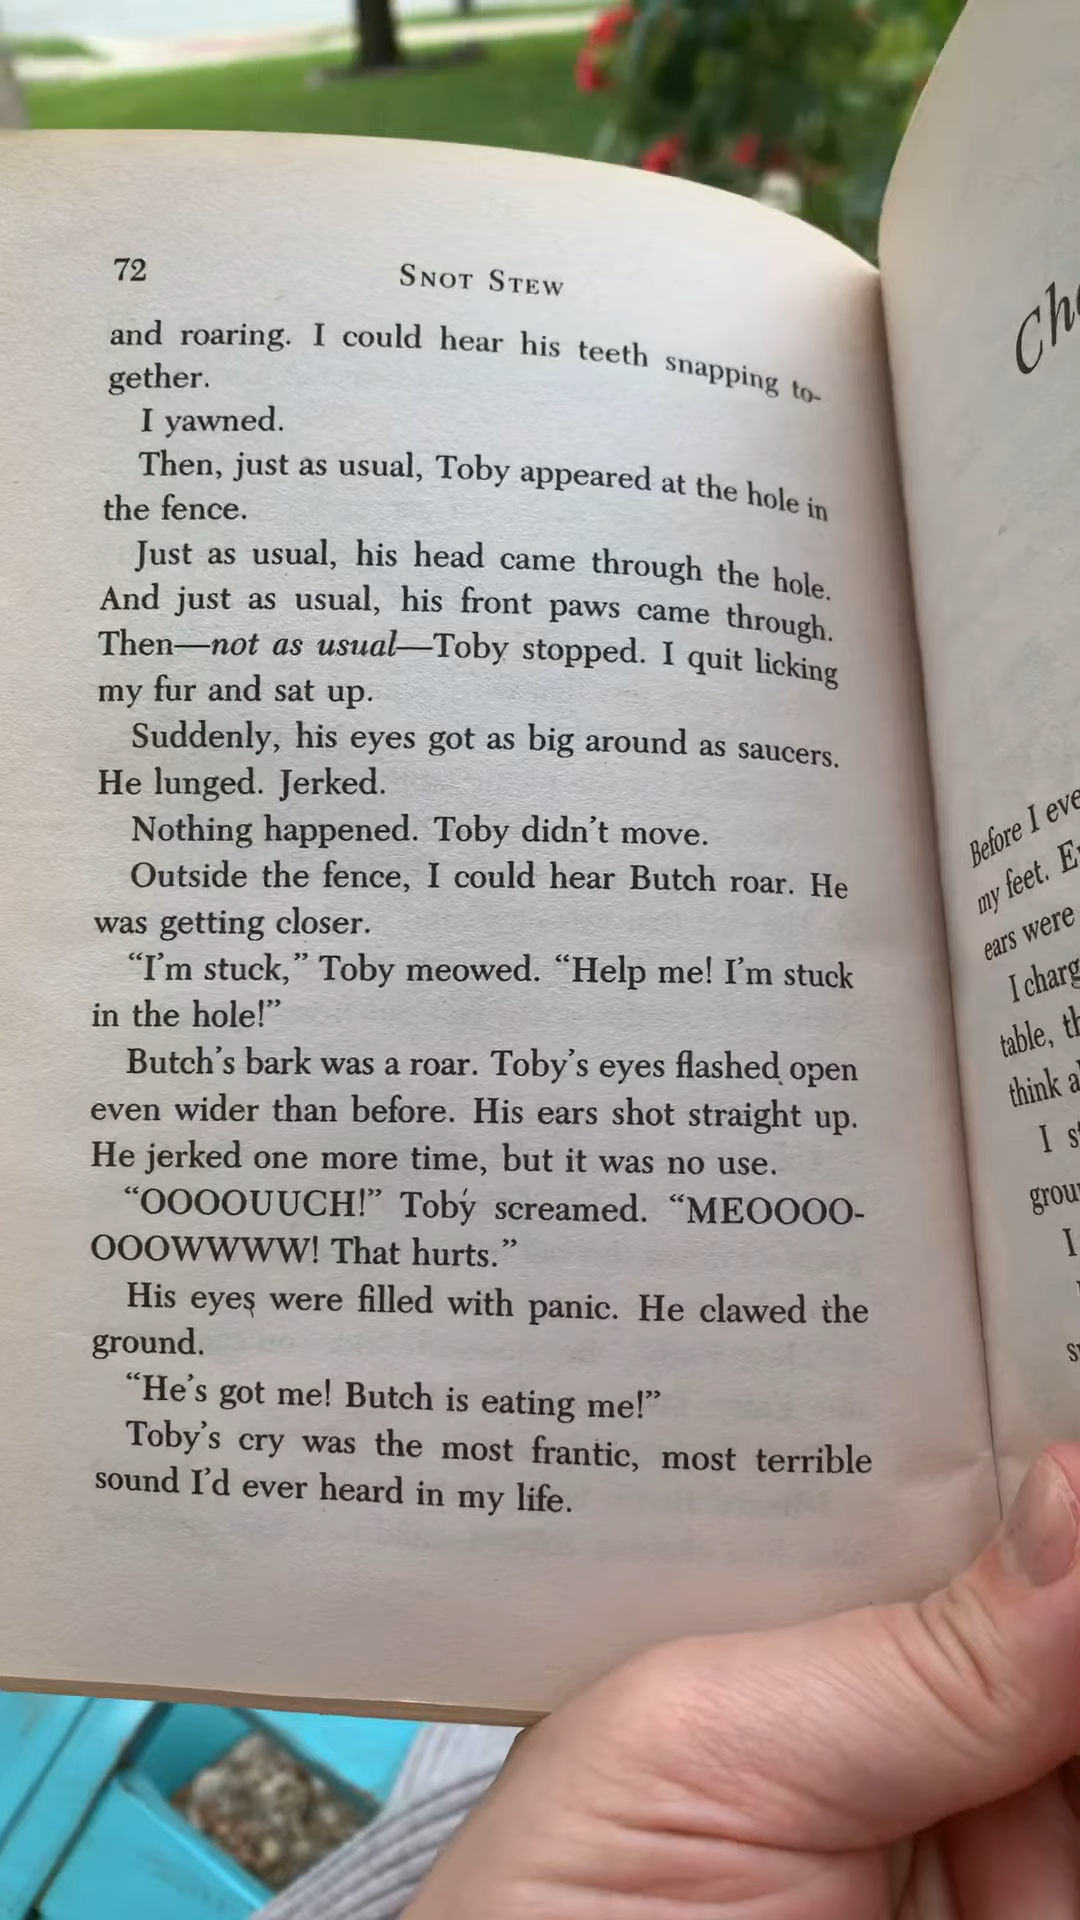 72
SNOT STEW
and roaring. I could hear his teeth snapping to-
gether.
I yawned.
Then, just as usual, Toby appeared at the hole in
the fence.
Just as usual, his head came through the hole.
And just as usual, his front paws came through.
Then—not as usual—Toby stopped. I quit licking
my fur and sat up.
Suddenly, his eyes got as big around as saucers.
He lunged. Jerked.
Nothing happened. Toby didn't move.
Outside the fence, I could hear Butch roar. He
was getting closer.
“I'm stuck,” Toby meowed. “Help me! I'm stuck
in the hole!”
Butch's bark was a roar. Toby's eyes flashed open
even wider than before. His ears shot straight up.
He jerked one more time, but it was no use.
“OOOOUUCH!” Toby screamed. “MEOOOO-
OOOWWWW! That hurts.”
His eyes were filled with panic. He clawed the
ground.
“He's got me! Butch is eating me!”
Toby's cry was the most frantic, most terrible
sound I'd ever heard in my life.
Before I eve
my feet.
ears were
I charg
table, th
think a
I s
grou
I